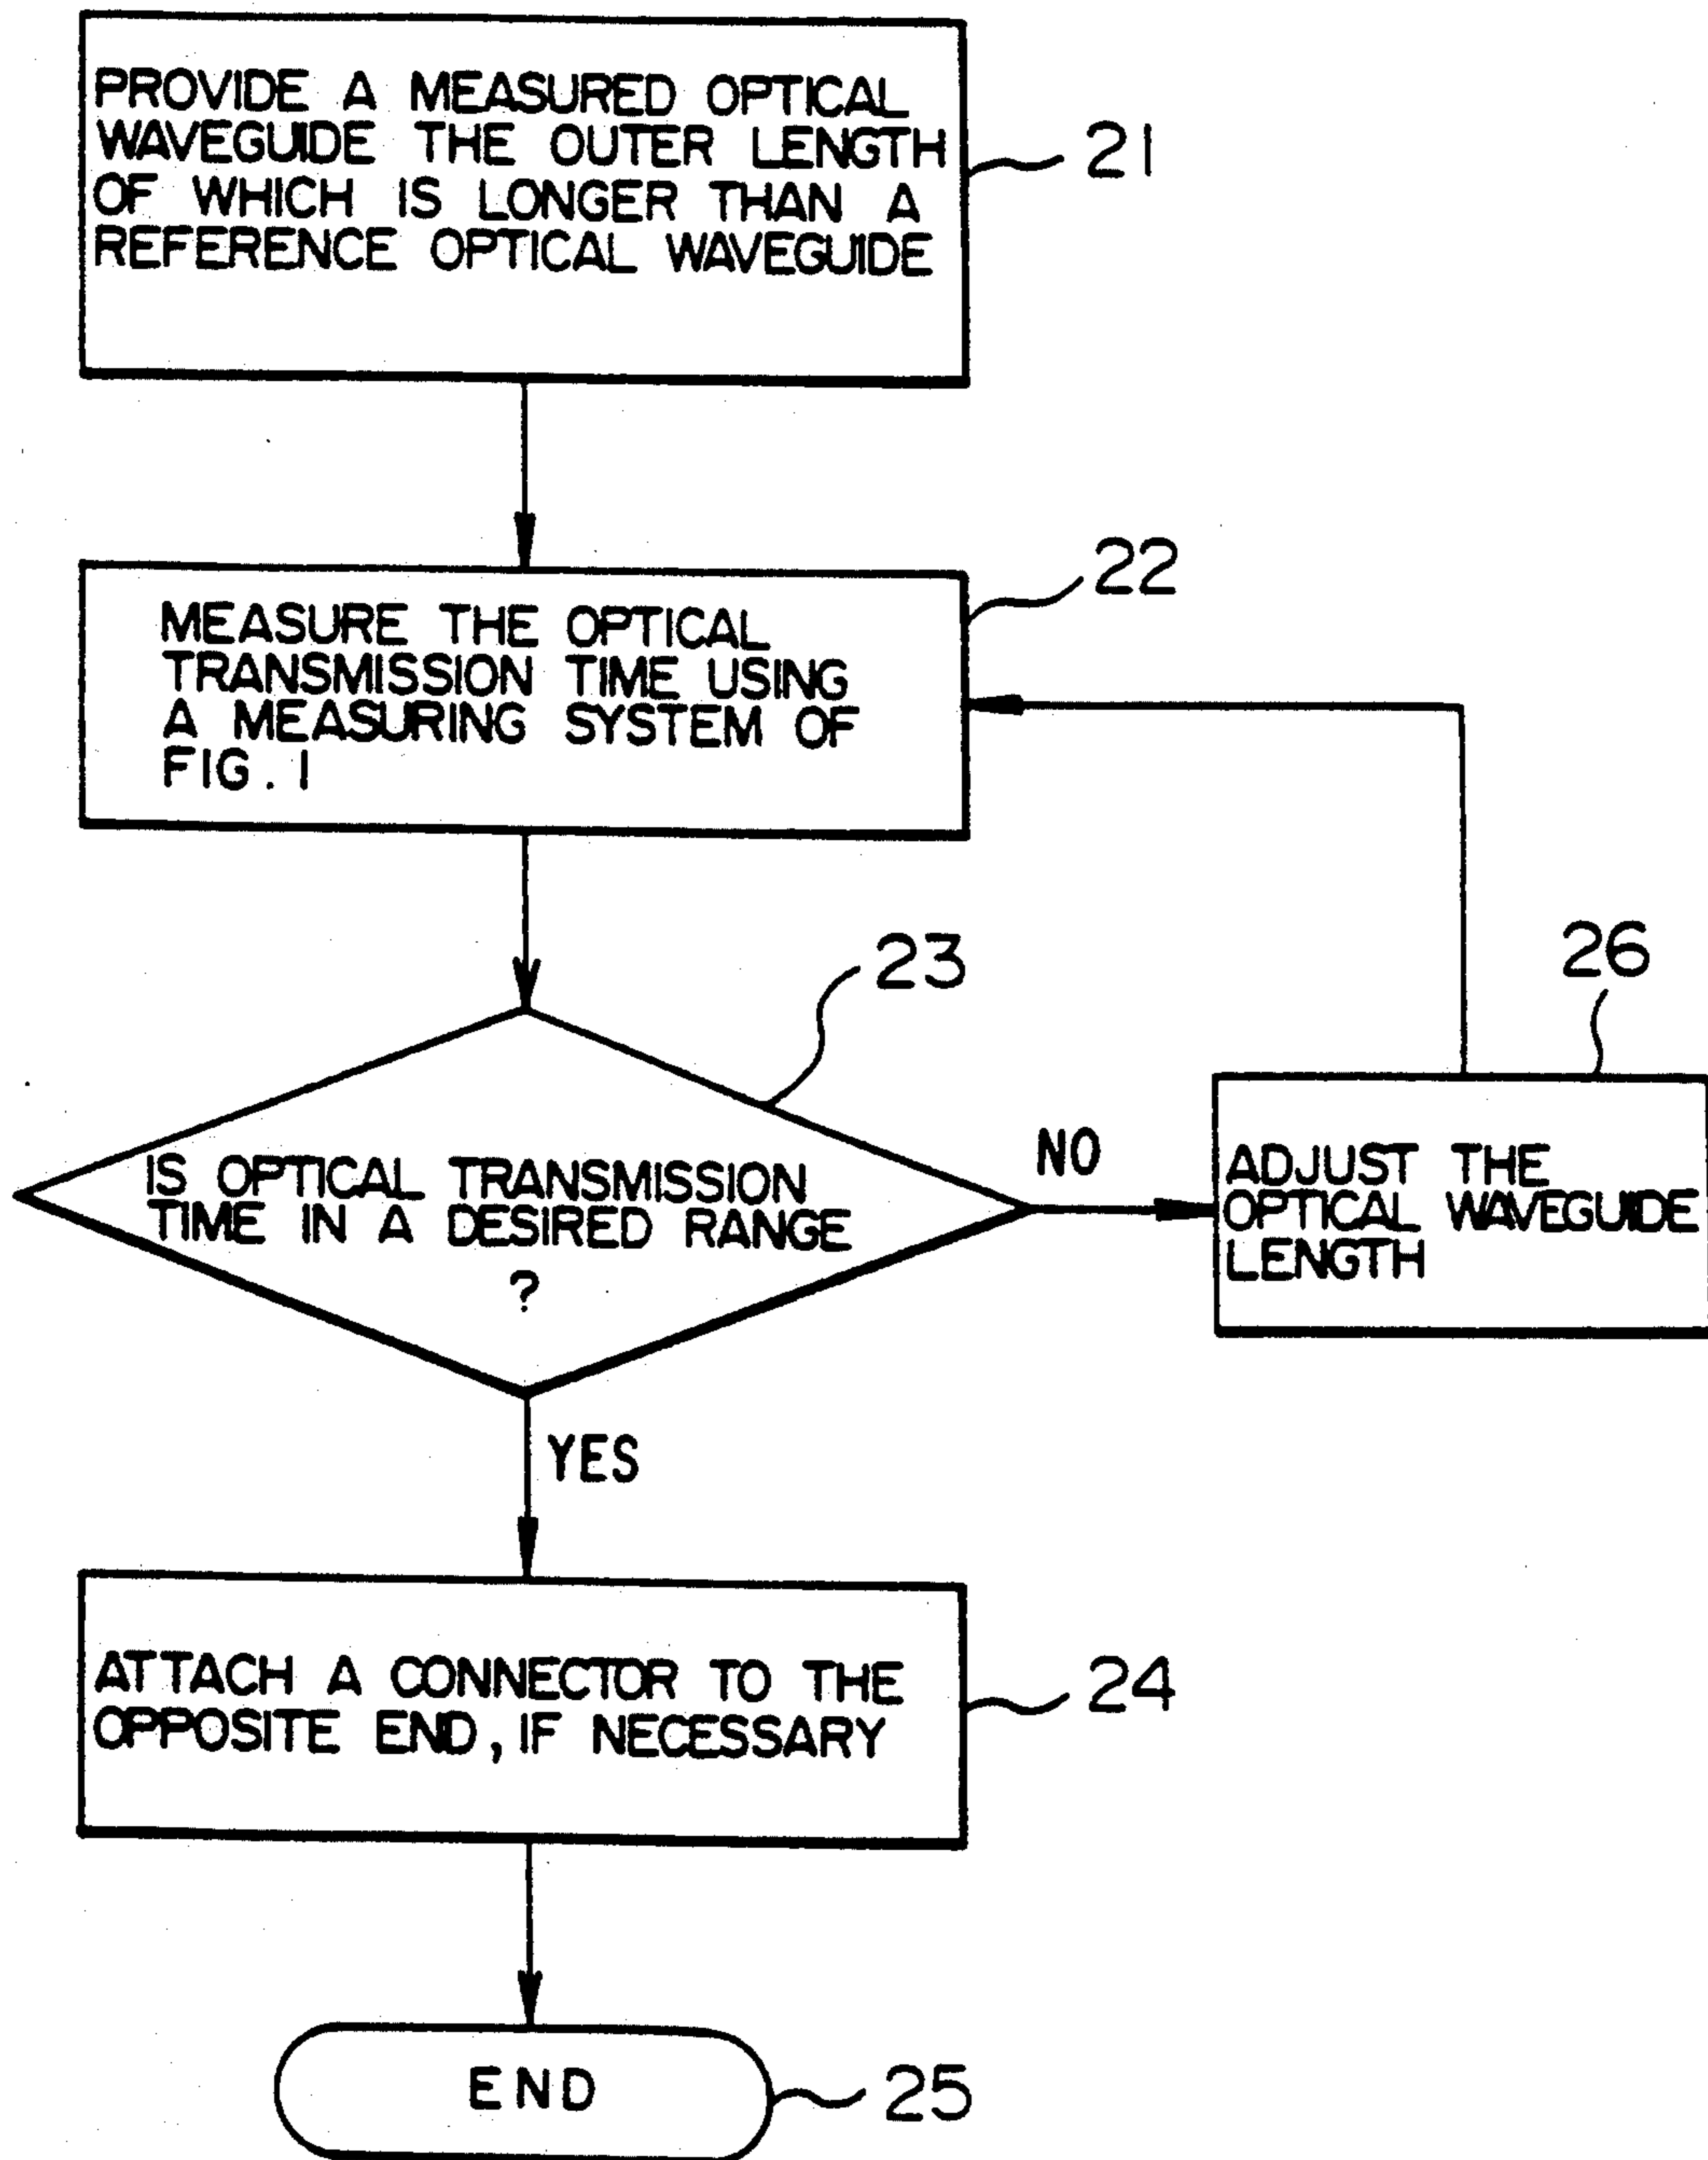 PROVIDE A MEASURED OPTICAL
WAVEGUIDE THE OUTER LENGTH
OF WHICH IS LONGER THAN A
REFERENCE OPTICAL WAVEGUIDE
21
MEASURE THE OPTICAL
TRANSMISSION TIME USING
A MEASURING SYSTEM OF
FIG. 1
22
IS OPTICAL TRANSMISSION
TIME IN A DESIRED RANGE
?
23
NO
ADJUST THE
OPTICAL WAVEGUIDE
LENGTH
26
YES
ATTACH A CONNECTOR TO THE
OPPOSITE END, IF NECESSARY
24
END
25